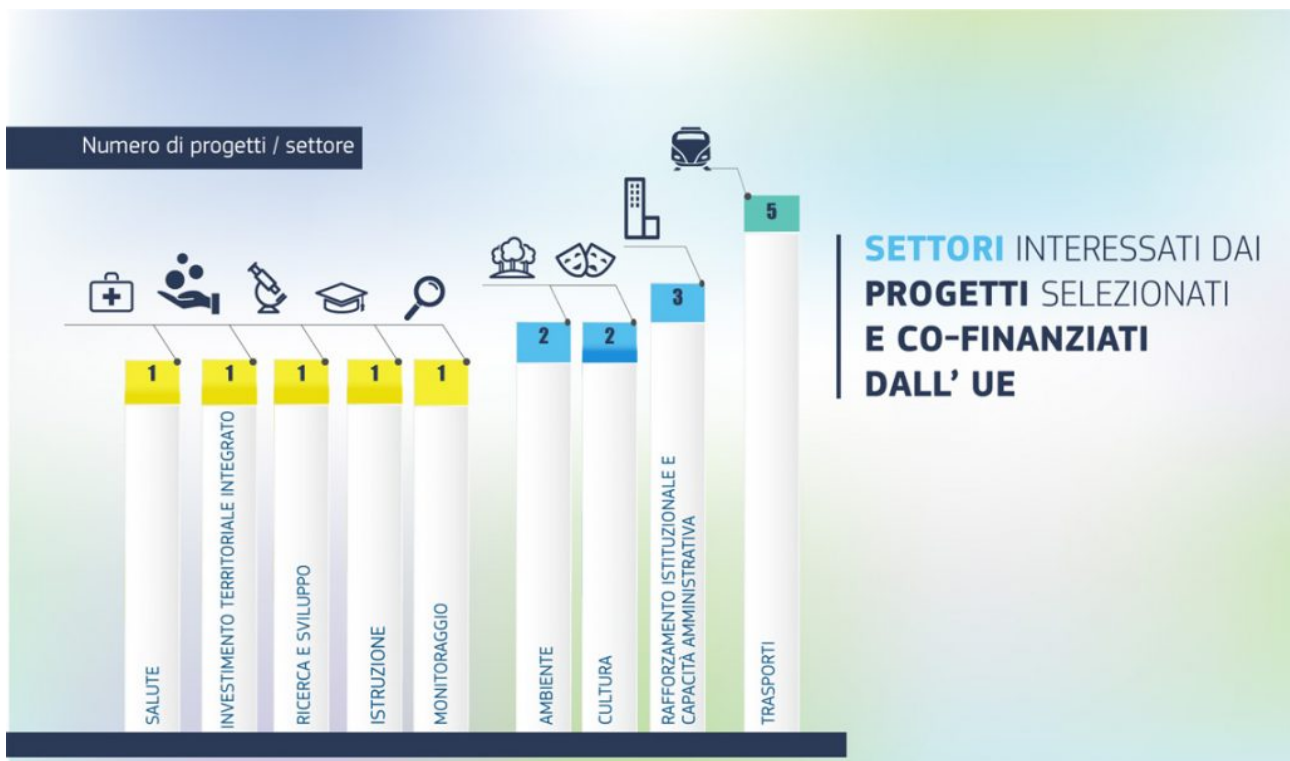 Numero di progetti / settore
1
1
1
1
1
2
2
3
5
SALUTE
INVESTIMENTO TERRITORIALE INTEGRATO
RICERCA E SVILUPPO
ISTRUZIONE
MONITORAGGIO
AMBIENTE
CULTURA
RAFFORZAMENTO ISTITUZIONALE E
CAPACITÀ AMMINISTRATIVA
TRASPORTI
SETTORI INTERESSATI DAI
PROGETTI SELEZIONATI
E CO-FINANZIATI
DALL' UE